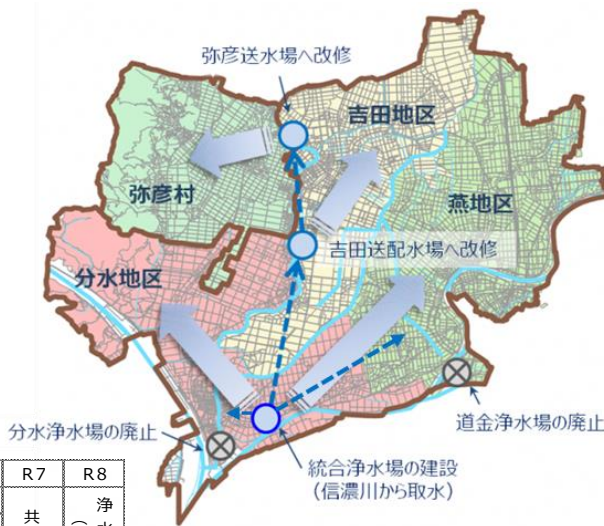 弥彦送水場へ改修
吉田地区
弥彦村
燕地区
吉田送配水場へ改修
分水地区
道金浄水場の廃止
分水浄水場の廃止
統合浄水場の建設
(信濃川から取水)
R7 R8
共
浄
水